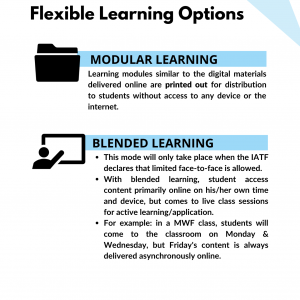 Flexible Learning Options
MODULAR LEARNING
Learning modules similar to the digital materials
delivered online are printed out for distribution
to students without access to any device or the
internet.
BLENDED LEARNING
• This mode will only take place when the IATF
declares that limited face-to-face is allowed.
• With blended learning, student access
content primarily online on his/her own time
and device, but comes to live class sessions
for active learning/application.
• For example: in a MWF class, students will
come to the classroom on Monday &
Wednesday, but Friday's content is always
delivered asynchronously online.